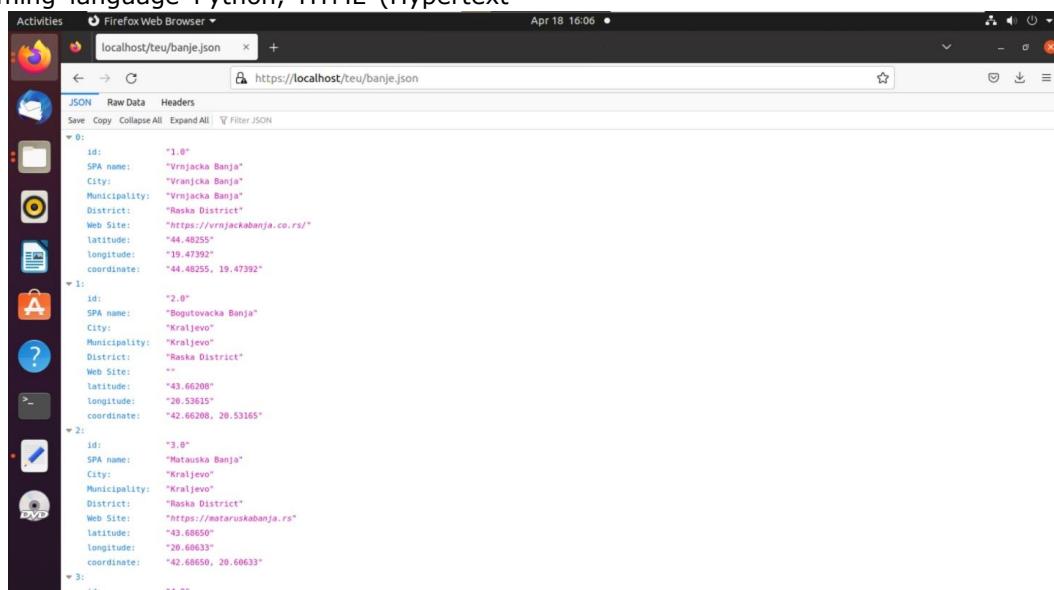 ming language Python, HTML (Hypertext
Activities Firefox Web Browser Apr 18 16:06
localhost/teu/banje.json × +
https://localhost/teu/banje.json
JSON Raw Data Headers
Save Copy Collapse All Expand All Filter JSON
0:
id: "1.0"
SPA name: "Vrnjacka Banja"
City: "Vranjcka Banja"
Municipality: "Vrnjacka Banja"
District: "Raska District"
Web Site: "https://vrnjackabanja.co.rs/"
latitude: "44.48255"
longitude: "19.47392"
coordinate: "44.48255, 19.47392"
1:
id: "2.0"
SPA name: "Bogutovacka Banja"
City: "Kraljevo"
Municipality: "Kraljevo"
District: "Raska District"
Web Site: ""
latitude: "43.66208"
longitude: "20.53615"
coordinate: "42.66208, 20.53165"
2:
id: "3.0"
SPA name: "Matauska Banja"
City: "Kraljevo"
Municipality: "Kraljevo"
District: "Raska District"
Web Site: "https://mataruskabanja.rs"
latitude: "43.68650"
longitude: "20.60633"
coordinate: "42.68650, 20.60633"
3: